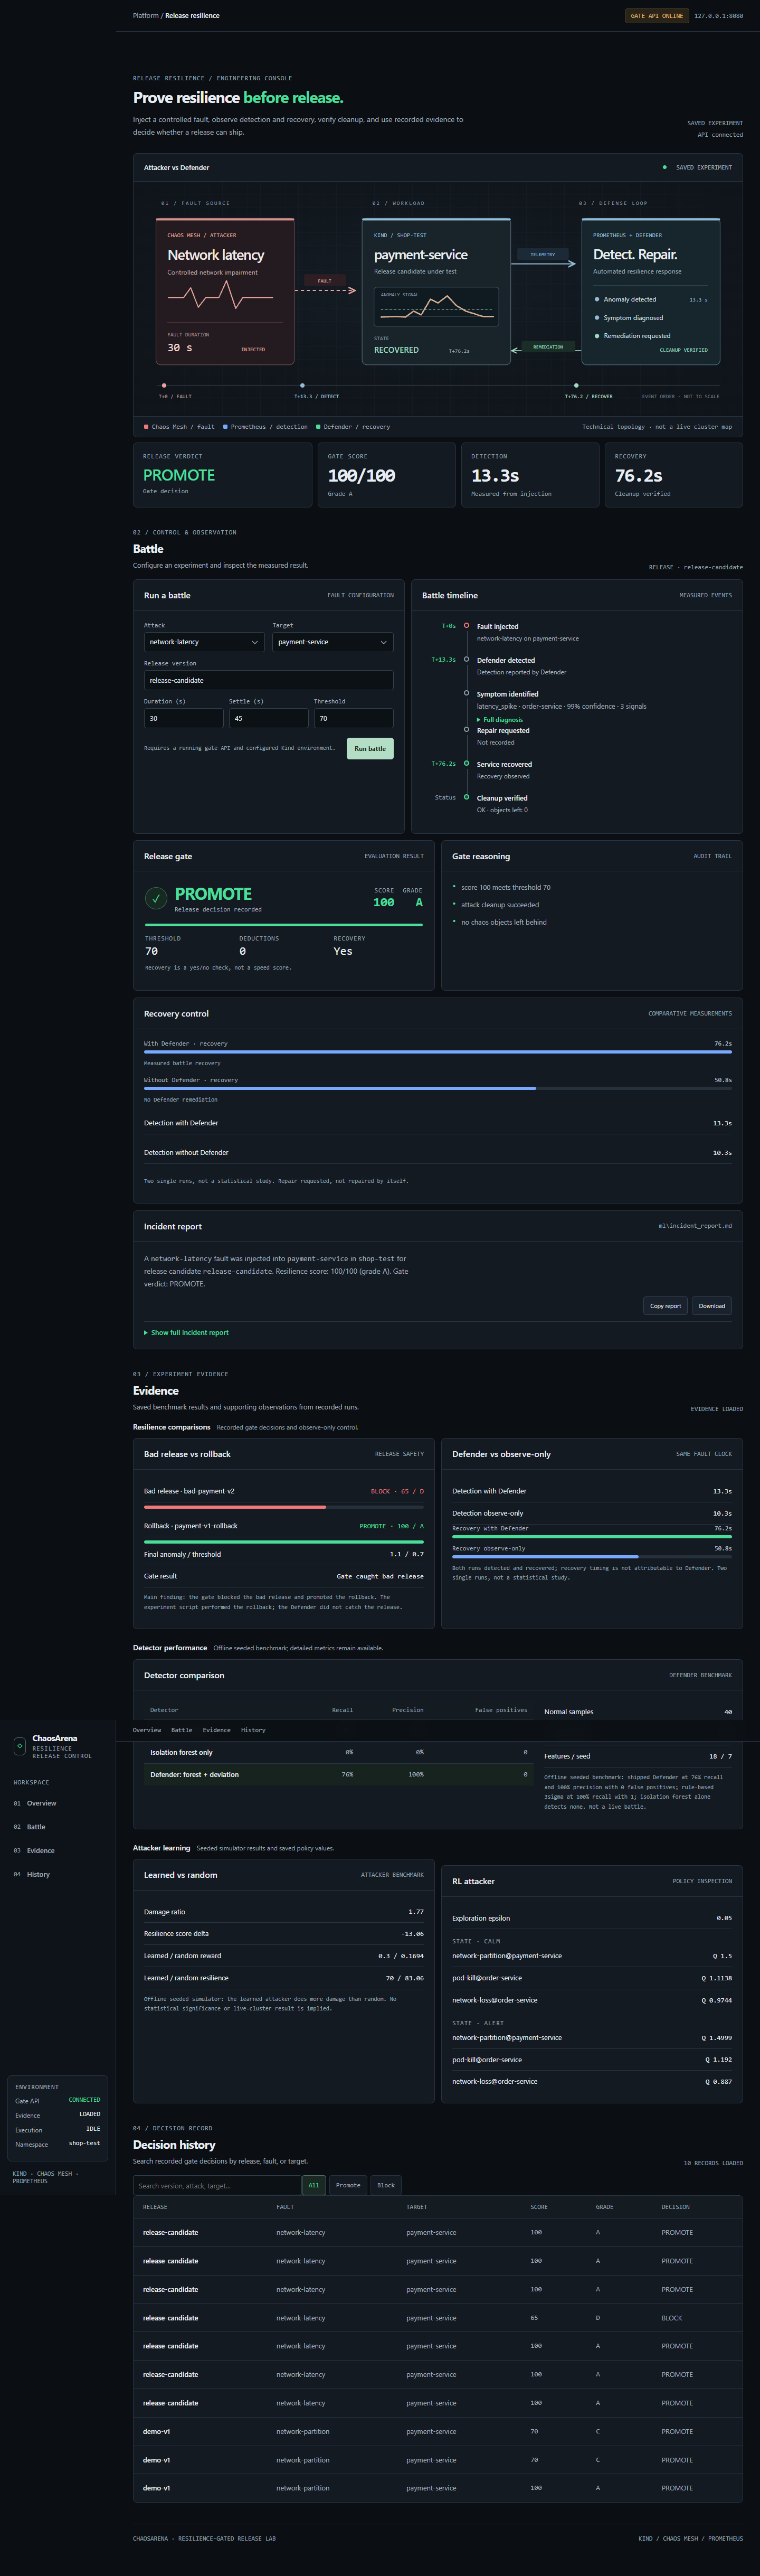 Platform / Release resilience
GATE API ONLINE
127.0.0.1:8080
RELEASE RESILIENCE / ENGINEERING CONSOLE
Prove resilience before release.
Inject a controlled fault, observe detection and recovery, verify cleanup, and use recorded evidence to
decide whether a release can ship.
SAVED EXPERIMENT
API connected
Attacker vs Defender
SAVED EXPERIMENT
01 / FAULT SOURCE
02 / WORKLOAD
03 / DEFENSE LOOP
CHAOS MESH / ATTACKER
Network latency
Controlled network impairment
FAULT DURATION
30 s
INJECTED
FAULT
KIND / SHOP-TEST
payment-service
Release candidate under test
ANOMALY SIGNAL
STATE
RECOVERED
T+76.2s
TELEMETRY
REMEDIATION
PROMETHEUS + DEFENDER
Detect. Repair.
Automated resilience response
Anomaly detected
13.3 s
Symptom diagnosed
Remediation requested
CLEANUP VERIFIED
T+0 / FAULT
T+13.3 / DETECT
T+76.2 / RECOVER
EVENT ORDER · NOT TO SCALE
Chaos Mesh / fault
Prometheus / detection
Defender / recovery
Technical topology · not a live cluster map
RELEASE VERDICT
PROMOTE
Gate decision
GATE SCORE
100/100
Grade A
DETECTION
13.3s
Measured from injection
RECOVERY
76.2s
Cleanup verified
02 / CONTROL & OBSERVATION
Battle
Configure an experiment and inspect the measured result.
RELEASE · release-candidate
Run a battle
FAULT CONFIGURATION
Attack
Target
network-latency
payment-service
Release version
release-candidate
Duration (s)
Settle (s)
Threshold
30
45
70
Requires a running gate API and configured Kind environment.
Run battle
Battle timeline
MEASURED EVENTS
T+0s
Fault injected
network-latency on payment-service
T+13.3s
Defender detected
Detection reported by Defender
Symptom identified
latency_spike · order-service · 99% confidence · 3 signals
Full diagnosis
Repair requested
Not recorded
T+76.2s
Service recovered
Recovery observed
Status
Cleanup verified
OK · objects left: 0
Release gate
EVALUATION RESULT
PROMOTE
Release decision recorded
SCORE
100
GRADE
A
THRESHOLD
70
DEDUCTIONS
0
RECOVERY
Yes
Recovery is a yes/no check, not a speed score.
Gate reasoning
AUDIT TRAIL
score 100 meets threshold 70
attack cleanup succeeded
no chaos objects left behind
Recovery control
COMPARATIVE MEASUREMENTS
With Defender · recovery
76.2s
Measured battle recovery
Without Defender · recovery
50.8s
No Defender remediation
Detection with Defender
13.3s
Detection without Defender
10.3s
Two single runs, not a statistical study. Repair requested, not repaired by itself.
Incident report
ml\incident_report.md
A network-latency fault was injected into payment-service in shop-test for
release candidate release-candidate. Resilience score: 100/100 (grade A). Gate
verdict: PROMOTE.
Copy report
Download
Show full incident report
03 / EXPERIMENT EVIDENCE
Evidence
Saved benchmark results and supporting observations from recorded runs.
EVIDENCE LOADED
Resilience comparisons
Recorded gate decisions and observe-only control.
Bad release vs rollback
RELEASE SAFETY
Bad release · bad-payment-v2
BLOCK · 65 / D
Rollback · payment-v1-rollback
PROMOTE · 100 / A
Final anomaly / threshold
1.1 / 0.7
Gate result
Gate caught bad release
Main finding: the gate blocked the bad release and promoted the rollback. The
experiment script performed the rollback; the Defender did not catch the release.
Defender vs observe-only
SAME FAULT CLOCK
Detection with Defender
13.3s
Detection observe-only
10.3s
Recovery with Defender
76.2s
Recovery observe-only
50.8s
Both runs detected and recovered; recovery timing is not attributable to Defender. Two
single runs, not a statistical study.
Detector performance
Offline seeded benchmark; detailed metrics remain available.
Detector comparison
DEFENDER BENCHMARK
Detector
Recall
Precision
False positives
Normal samples
40
Overview
Battle
Evidence
History
Isolation forest only
0%
0%
0
Defender: forest + deviation
76%
100%
0
Features / seed
18 / 7
Offline seeded benchmark: shipped Defender at 76% recall
and 100% precision with 0 false positives; rule-based
3sigma at 100% recall with 1; isolation forest alone
detects none. Not a live battle.
ChaosArena
RESILIENCE
RELEASE CONTROL
WORKSPACE
01 Overview
02 Battle
03 Evidence
04 History
ENVIRONMENT
Gate API
CONNECTED
Evidence
LOADED
Execution
IDLE
Namespace
shop-test
KIND · CHAOS MESH ·
PROMETHEUS
Attacker learning
Seeded simulator results and saved policy values.
Learned vs random
ATTACKER BENCHMARK
Damage ratio
1.77
Resilience score delta
-13.06
Learned / random reward
0.3 / 0.1694
Learned / random resilience
70 / 83.06
Offline seeded simulator: the learned attacker does more damage than random. No
statistical significance or live-cluster result is implied.
RL attacker
POLICY INSPECTION
Exploration epsilon
0.05
STATE · CALM
network-partition@payment-service
Q 1.5
pod-kill@order-service
Q 1.1138
network-loss@order-service
Q 0.9744
STATE · ALERT
network-partition@payment-service
Q 1.4999
pod-kill@order-service
Q 1.192
network-loss@order-service
Q 0.887
04 / DECISION RECORD
Decision history
Search recorded gate decisions by release, fault, or target.
10 RECORDS LOADED
Search version, attack, target...
All
Promote
Block
RELEASE FAULT TARGET SCORE GRADE DECISION
release-candidate network-latency payment-service 100 A PROMOTE
release-candidate network-latency payment-service 100 A PROMOTE
release-candidate network-latency payment-service 100 A PROMOTE
release-candidate network-latency payment-service 65 D BLOCK
release-candidate network-latency payment-service 100 A PROMOTE
release-candidate network-latency payment-service 100 A PROMOTE
release-candidate network-latency payment-service 100 A PROMOTE
demo-v1 network-partition payment-service 70 C PROMOTE
demo-v1 network-partition payment-service 70 C PROMOTE
demo-v1 network-partition payment-service 100 A PROMOTE
CHAOSARENA · RESILIENCE-GATED RELEASE LAB
KIND / CHAOS MESH / PROMETHEUS